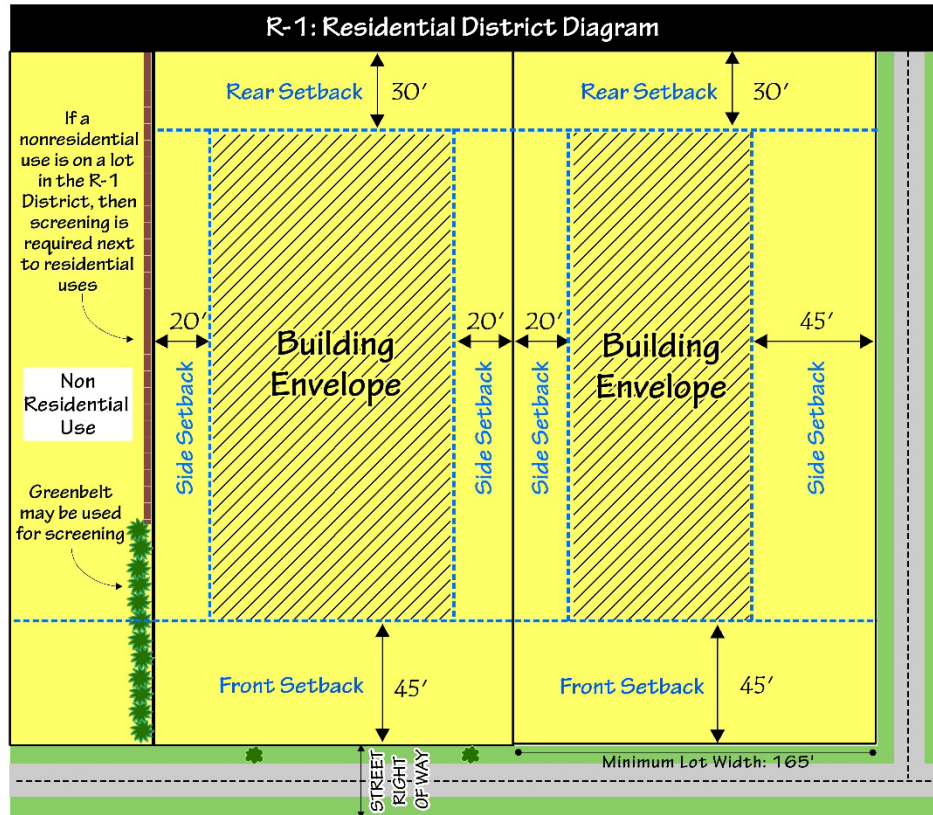 R-1: Residential District Diagram
Rear Setback
30'
Rear Setback
30'
If a
nonresidential
use is on a lot
in the R-1
District, then
screening is
required next
to residential
uses
20'
20'
20'
45'
Building
Envelope
Building
Envelope
Side Setback
Side Setback
Side Setback
Side Setback
Non
Residential
Use
Greenbelt
may be used
for screening
Front Setback
45'
Front Setback
45'
STREET
RIGHT
OF WAY
Minimum Lot Width: 165'